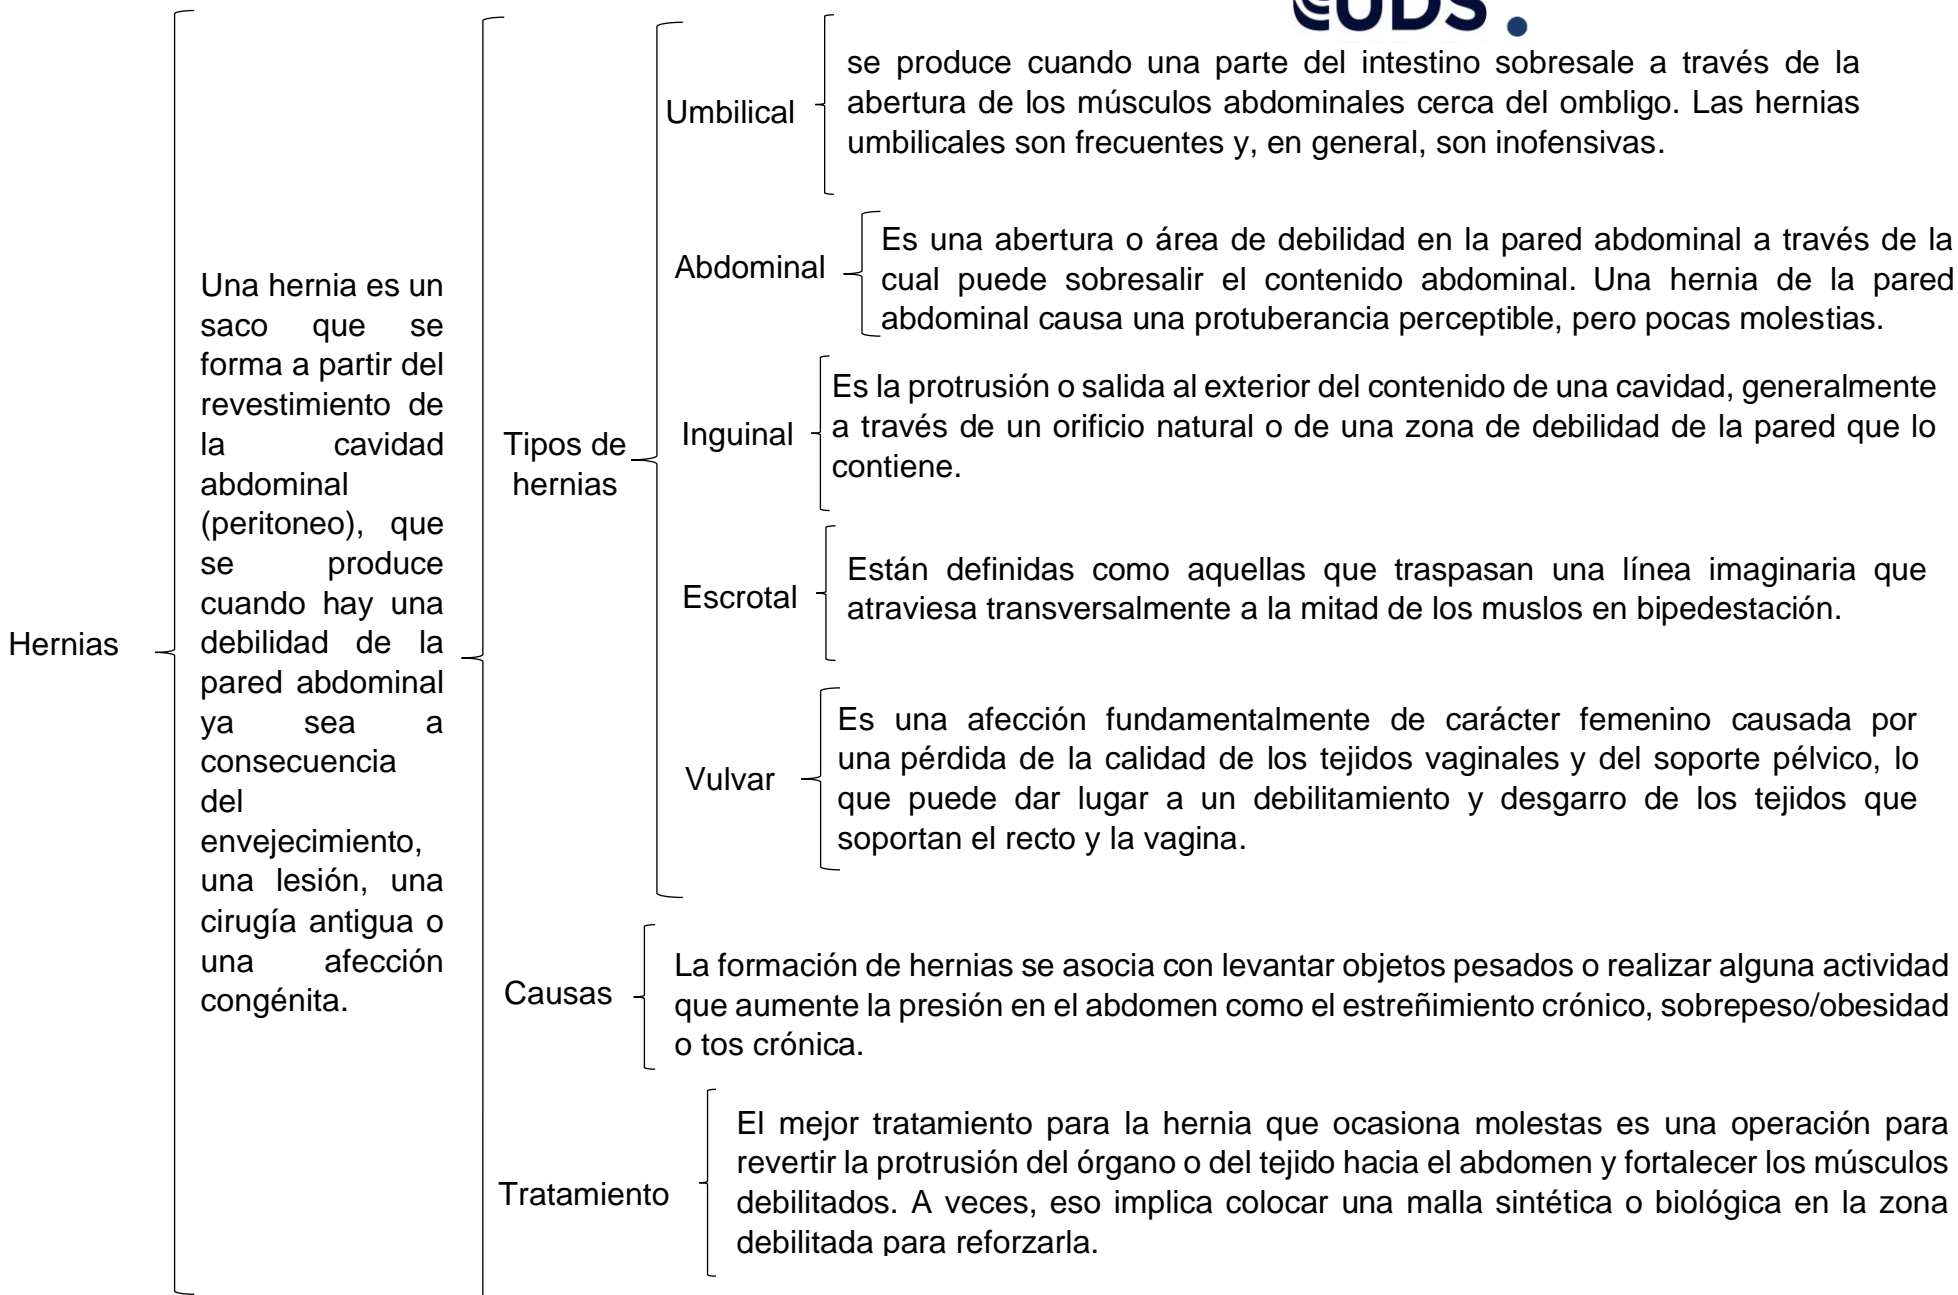 UDS
Hernias
Una hernia es un
saco que se
forma a partir del
revestimiento de
la cavidad
abdominal
(peritoneo), que
se produce
cuando hay una
debilidad de la
pared abdominal
ya sea a
consecuencia
del
envejecimiento,
una lesión, una
cirugía antigua o
una afección
congénita.
Tipos de
hernias
Umbilical
se produce cuando una parte del intestino sobresale a través de la
abertura de los músculos abdominales cerca del ombligo. Las hernias
umbilicales son frecuentes y, en general, son inofensivas.
Abdominal
Es una abertura o área de debilidad en la pared abdominal a través de la
cual puede sobresalir el contenido abdominal. Una hernia de la pared
abdominal causa una protuberancia perceptible, pero pocas molestias.
Inguinal
Es la protrusión o salida al exterior del contenido de una cavidad, generalmente
a través de un orificio natural o de una zona de debilidad de la pared que lo
contiene.
Escrotal
Están definidas como aquellas que traspasan una línea imaginaria que
atraviesa transversalmente a la mitad de los muslos en bipedestación.
Vulvar
Es una afección fundamentalmente de carácter femenino causada por
una pérdida de la calidad de los tejidos vaginales y del soporte pélvico, lo
que puede dar lugar a un debilitamiento y desgarro de los tejidos que
soportan el recto y la vagina.
Causas
La formación de hernias se asocia con levantar objetos pesados o realizar alguna actividad
que aumente la presión en el abdomen como el estreñimiento crónico, sobrepeso/obesidad
o tos crónica.
Tratamiento
El mejor tratamiento para la hernia que ocasiona molestas es una operación para
revertir la protrusión del órgano o del tejido hacia el abdomen y fortalecer los músculos
debilitados. A veces, eso implica colocar una malla sintética o biológica en la zona
debilitada para reforzarla.